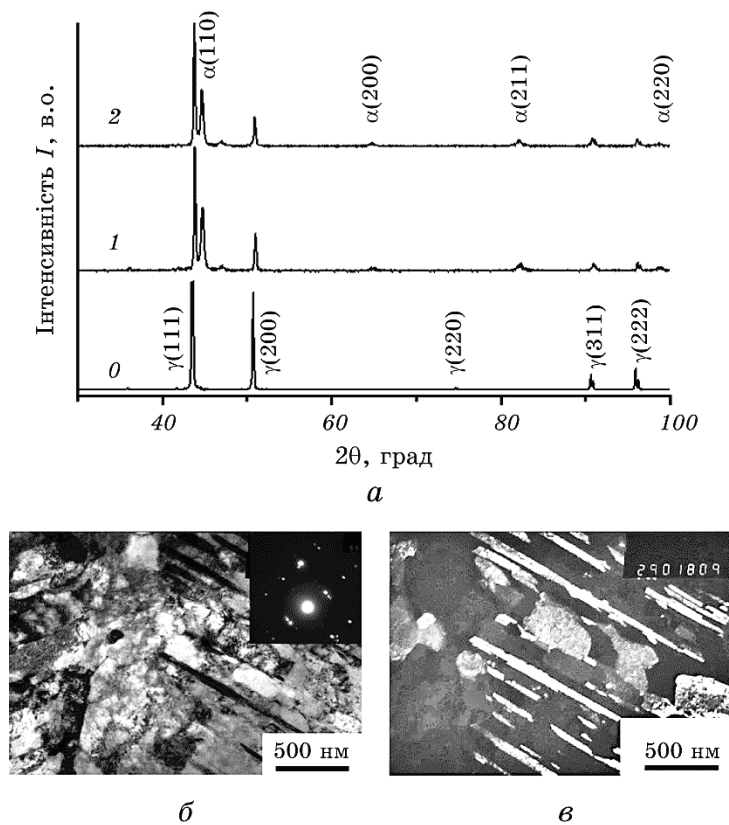 α(110)
α(200)
α(211)
α(220)
2
1
0
γ(111)
γ(200)
γ(220)
γ(311)
γ(222)
Інтенсивність I, в.о.
40
60
80
100
2θ, град
а
2901809
500 нм
500 нм
б
в